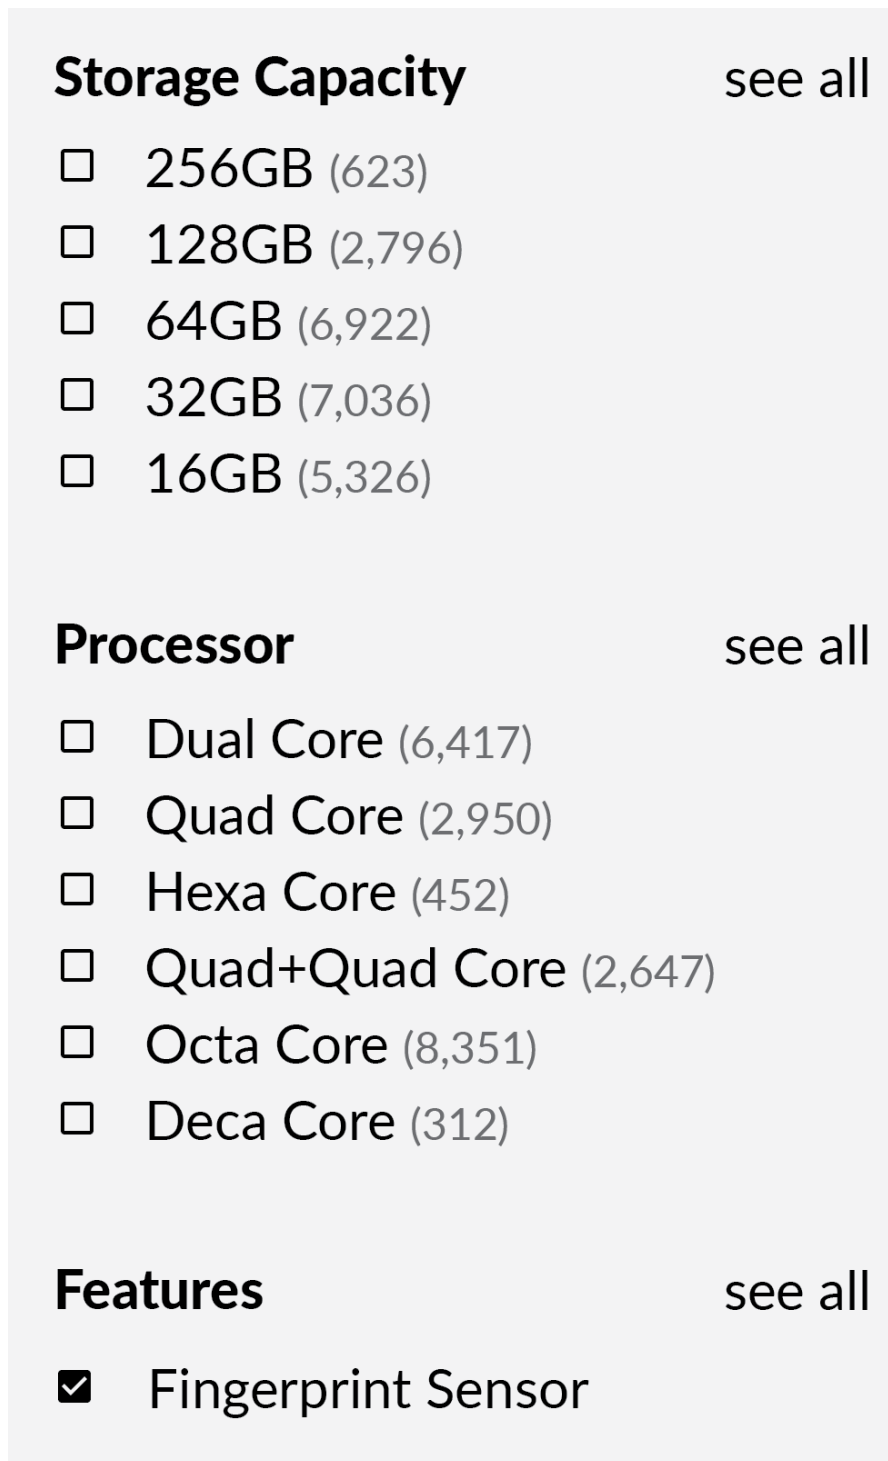 Storage Capacity see all
256GB (623)
128GB (2,796)
64GB (6,922)
32GB (7,036)
16GB (5,326)
Processor see all
Dual Core (6,417)
Quad Core (2,950)
Hexa Core (452)
Quad+Quad Core (2,647)
Octa Core (8,351)
Deca Core (312)
Features see all
Fingerprint Sensor